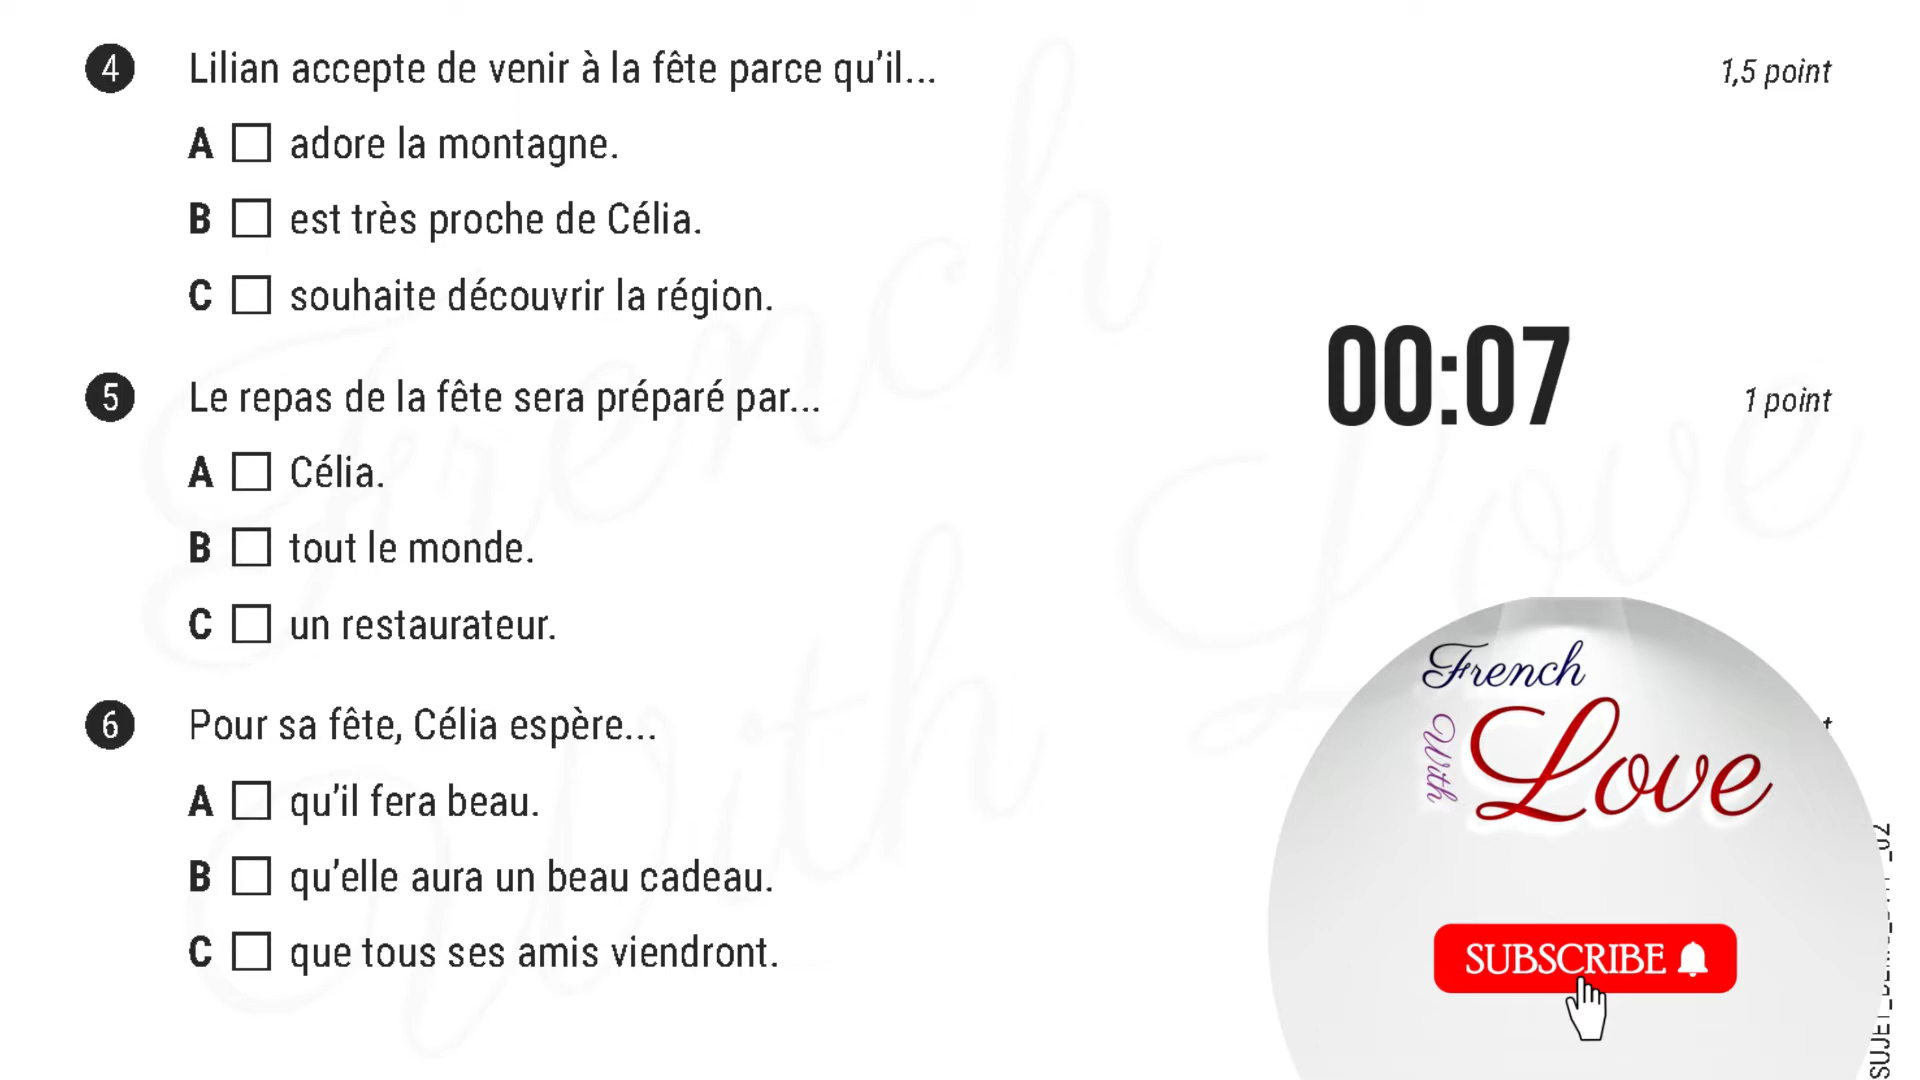 4 Lilian accepte de venir à la fête parce qu'il... 1,5 point
A adore la montagne.
B est très proche de Célia.
C souhaite découvrir la région.
00:07
5 Le repas de la fête sera préparé par... 1 point
A Célia.
B tout le monde.
C un restaurateur.
6 Pour sa fête, Célia espère...
A qu'il fera beau.
B qu'elle aura un beau cadeau.
C que tous ses amis viendront.
French
With
Love
SUBSCRIBE
French
With Love